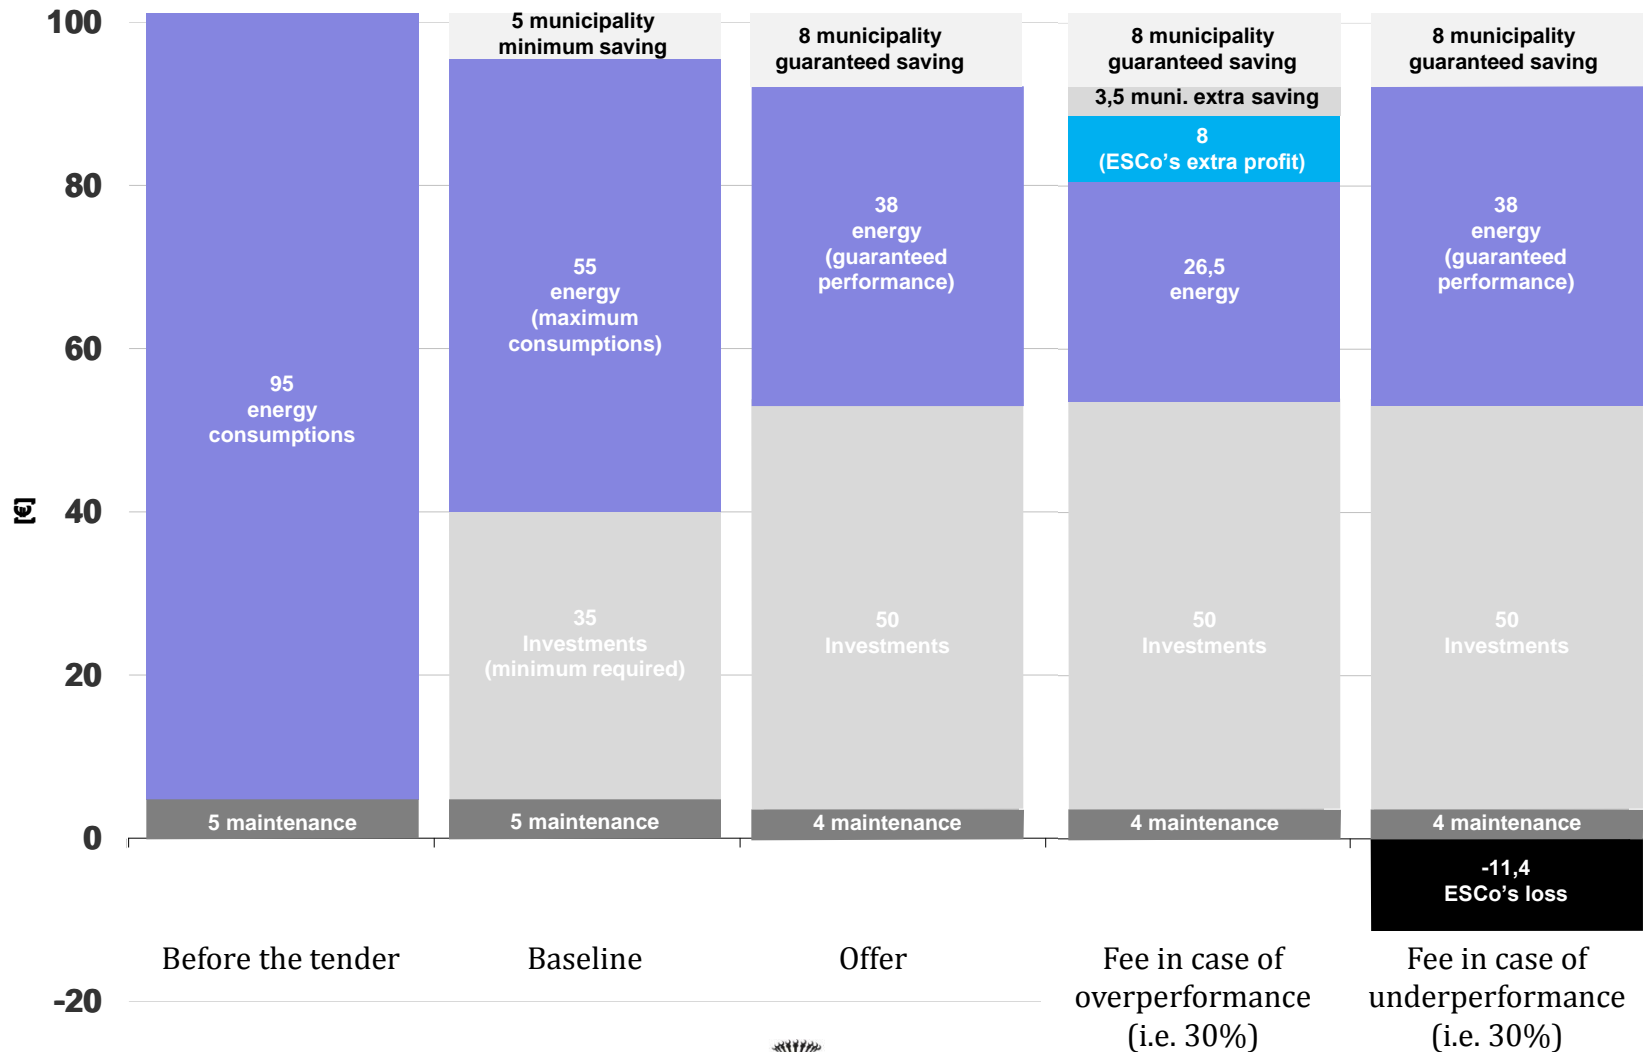 100
80
60
40
20
0
-20
[€]
95
energy
consumptions
5 maintenance
Before the tender
5 municipality
minimum saving
55
energy
(maximum
consumptions)
35
Investments
(minimum required)
5 maintenance
Baseline
8 municipality
guaranteed saving
38
energy
(guaranteed
performance)
50
Investments
4 maintenance
Offer
8 municipality
guaranteed saving
3,5 muni. extra saving
8
(ESCo’s extra profit)
26,5
energy
50
Investments
4 maintenance
Fee in case of
overperformance
(i.e. 30%)
8 municipality
guaranteed saving
38
energy
(guaranteed
performance)
50
Investments
4 maintenance
-11,4
ESCo’s loss
Fee in case of
underperformance
(i.e. 30%)